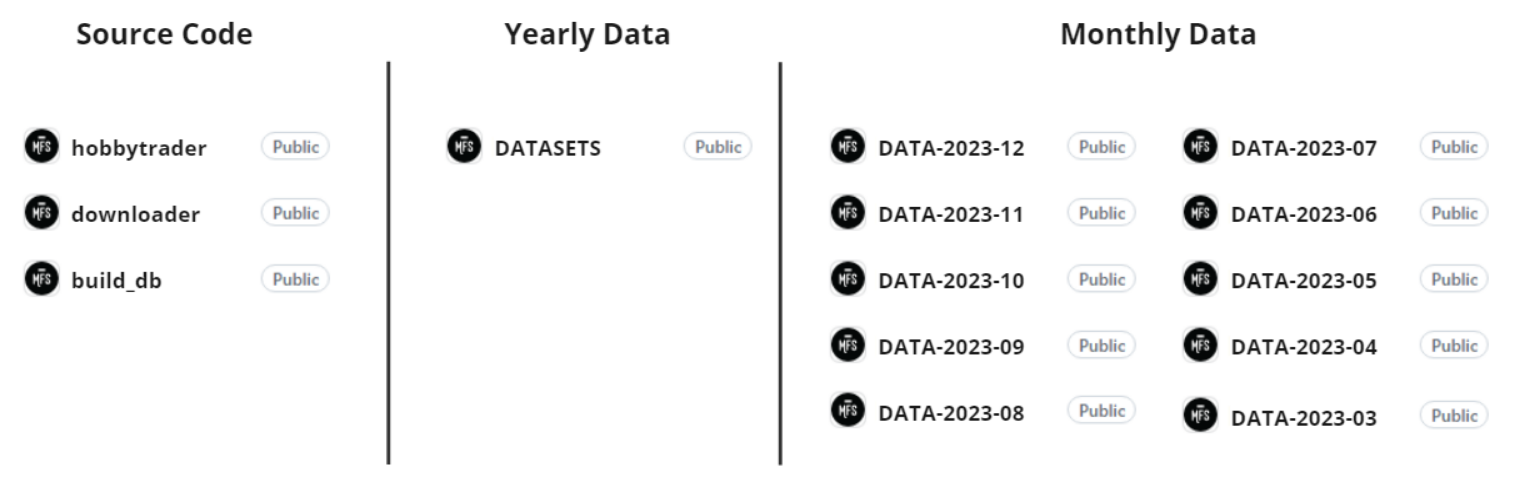 Source Code
Yearly Data
Monthly Data
MFS hobbytrader Public
MFS downloader Public
MFS build_db Public
MFS DATASETS Public
MFS DATA-2023-12 Public
MFS DATA-2023-11 Public
MFS DATA-2023-10 Public
MFS DATA-2023-09 Public
MFS DATA-2023-08 Public
MFS DATA-2023-07 Public
MFS DATA-2023-06 Public
MFS DATA-2023-05 Public
MFS DATA-2023-04 Public
MFS DATA-2023-03 Public